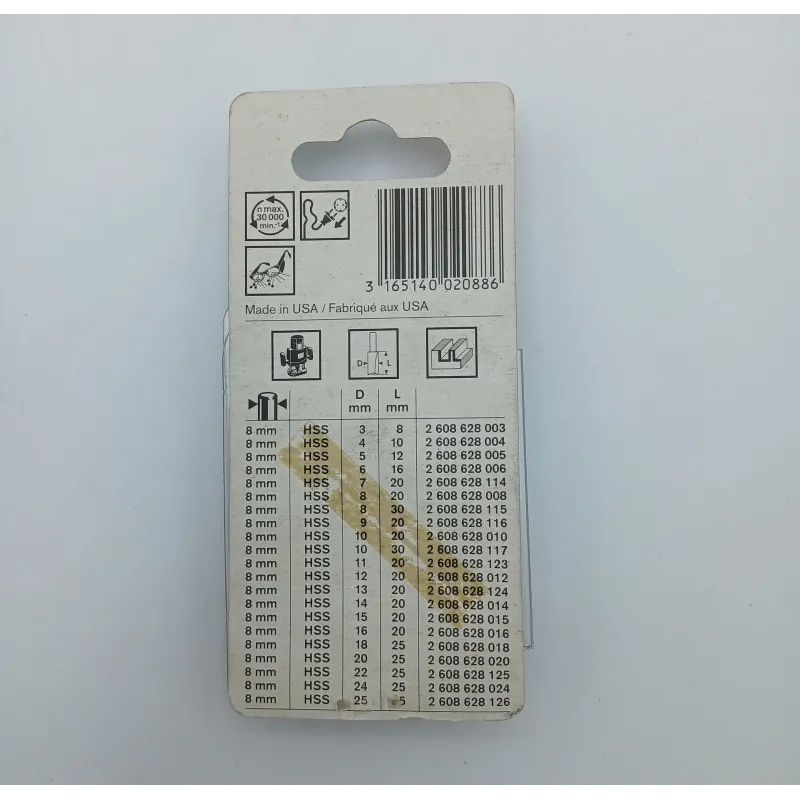 n max.
30 000
min.⁻¹
3 165140 020886
Made in USA / Fabriqué aux USA
D L
D L
mm mm
8 mm HSS 3 8 2 608 628 003
8 mm HSS 4 10 2 608 628 004
8 mm HSS 5 12 2 608 628 005
8 mm HSS 6 16 2 608 628 006
8 mm HSS 7 20 2 608 628 114
8 mm HSS 8 20 2 608 628 008
8 mm HSS 8 30 2 608 628 115
8 mm HSS 9 20 2 608 628 116
8 mm HSS 10 20 2 608 628 010
8 mm HSS 10 30 2 608 628 117
8 mm HSS 11 20 2 608 628 123
8 mm HSS 12 20 2 608 628 012
8 mm HSS 13 20 2 608 628 124
8 mm HSS 14 20 2 608 628 014
8 mm HSS 15 20 2 608 628 015
8 mm HSS 16 20 2 608 628 016
8 mm HSS 18 25 2 608 628 018
8 mm HSS 20 25 2 608 628 020
8 mm HSS 22 25 2 608 628 125
8 mm HSS 24 25 2 608 628 024
8 mm HSS 25 5 2 608 628 126